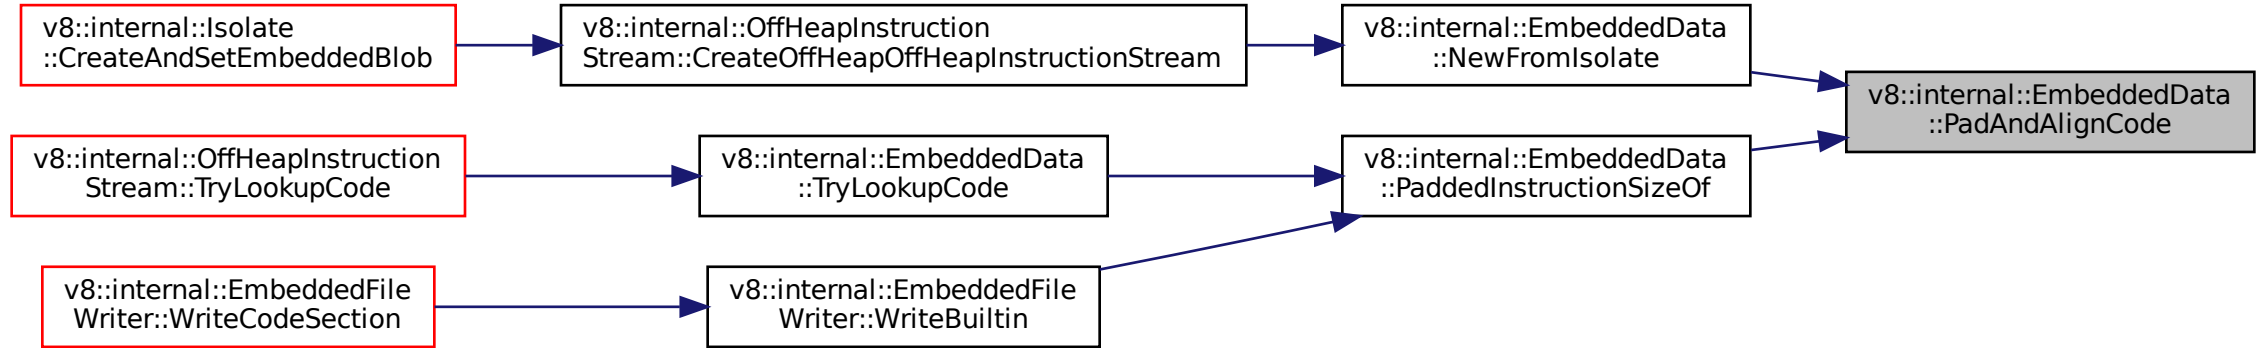 v8::internal::Isolate
::CreateAndSetEmbeddedBlob
v8::internal::OffHeapInstruction
Stream::CreateOffHeapOffHeapInstructionStream
v8::internal::EmbeddedData
::NewFromIsolate
v8::internal::EmbeddedData
::PadAndAlignCode
v8::internal::OffHeapInstruction
Stream::TryLookupCode
v8::internal::EmbeddedData
::TryLookupCode
v8::internal::EmbeddedData
::PaddedInstructionSizeOf
v8::internal::EmbeddedFile
Writer::WriteCodeSection
v8::internal::EmbeddedFile
Writer::WriteBuiltin